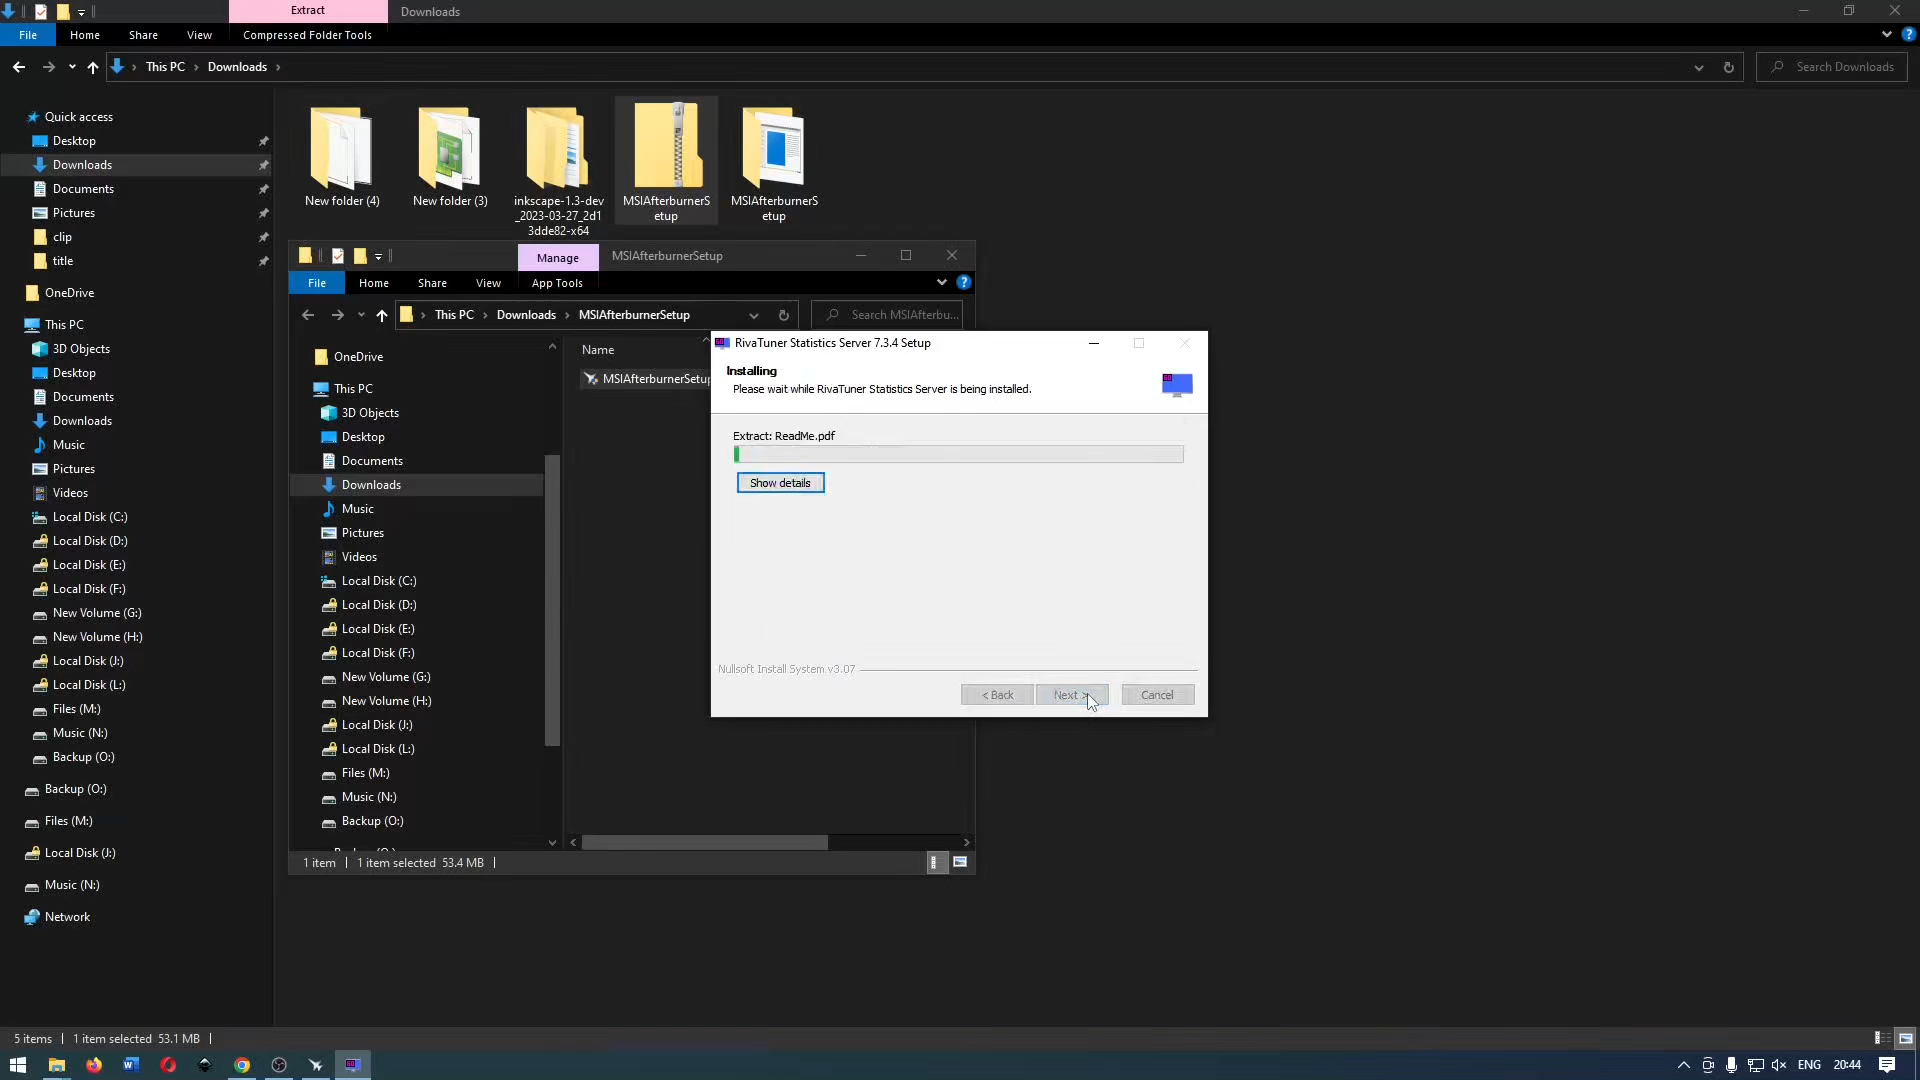 Extract
Downloads
File
Home
Share
View
Compressed Folder Tools
This PC
Downloads
Search Downloads
Quick access
Desktop
Downloads
Documents
Pictures
clip
title
OneDrive
This PC
3D Objects
Desktop
Documents
Downloads
Music
Pictures
Videos
Local Disk (C:)
Local Disk (D:)
Local Disk (E:)
Local Disk (F:)
New Volume (G:)
New Volume (H:)
Local Disk (J:)
Local Disk (L:)
Files (M:)
Music (N:)
Backup (O:)
Backup (O:)
Files (M:)
Local Disk (J:)
Music (N:)
Network
New folder (4)
New folder (3)
inkscape-1.3-dev
_2023-03-27_2d1
3dde82-x64
MSIAfterburnerS
etup
MSIAfterburnerS
etup
Manage
MSIAfterburnerSetup
File
Home
Share
View
App Tools
This PC
Downloads
MSIAfterburnerSetup
Search MSIAfterbu...
OneDrive
This PC
3D Objects
Desktop
Documents
Downloads
Music
Pictures
Videos
Local Disk (C:)
Local Disk (D:)
Local Disk (E:)
Local Disk (F:)
New Volume (G:)
New Volume (H:)
Local Disk (J:)
Local Disk (L:)
Files (M:)
Music (N:)
Backup (O:)
Name
MSIAfterburnerSetup
1 item
1 item selected 53.4 MB
RivaTuner Statistics Server 7.3.4 Setup
Installing
Please wait while RivaTuner Statistics Server is being installed.
Extract: ReadMe.pdf
Show details
Nullsoft Install System v3.07
< Back
Next >
Cancel
5 items
1 item selected 53.1 MB
ENG
20:44